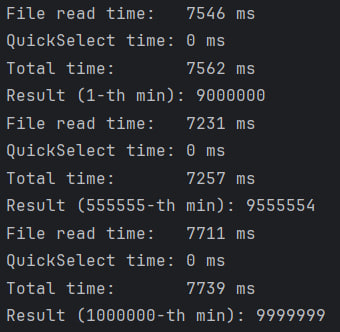 File read time:    7546 ms
QuickSelect time: 0 ms
Total time:        7562 ms
Result (1-th min): 9000000
File read time:    7231 ms
QuickSelect time: 0 ms
Total time:        7257 ms
Result (555555-th min): 9555554
File read time:    7711 ms
QuickSelect time: 0 ms
Total time:        7739 ms
Result (1000000-th min): 9999999